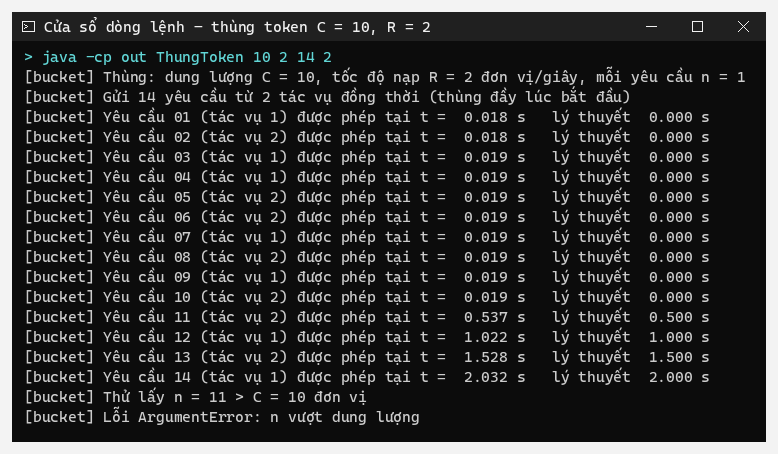 Cửa sổ dòng lệnh – thùng token C = 10, R = 2
> java -cp out ThungToken 10 2 14 2
[bucket] Thùng: dung lượng C = 10, tốc độ nạp R = 2 đơn vị/giây, mỗi yêu cầu n = 1
[bucket] Gửi 14 yêu cầu từ 2 tác vụ đồng thời (thùng đầy lúc bắt đầu)
[bucket] Yêu cầu 01 (tác vụ 1) được phép tại t =  0.018 s   lý thuyết  0.000 s
[bucket] Yêu cầu 02 (tác vụ 2) được phép tại t =  0.018 s   lý thuyết  0.000 s
[bucket] Yêu cầu 03 (tác vụ 1) được phép tại t =  0.019 s   lý thuyết  0.000 s
[bucket] Yêu cầu 04 (tác vụ 1) được phép tại t =  0.019 s   lý thuyết  0.000 s
[bucket] Yêu cầu 05 (tác vụ 2) được phép tại t =  0.019 s   lý thuyết  0.000 s
[bucket] Yêu cầu 06 (tác vụ 2) được phép tại t =  0.019 s   lý thuyết  0.000 s
[bucket] Yêu cầu 07 (tác vụ 1) được phép tại t =  0.019 s   lý thuyết  0.000 s
[bucket] Yêu cầu 08 (tác vụ 2) được phép tại t =  0.019 s   lý thuyết  0.000 s
[bucket] Yêu cầu 09 (tác vụ 1) được phép tại t =  0.019 s   lý thuyết  0.000 s
[bucket] Yêu cầu 10 (tác vụ 2) được phép tại t =  0.019 s   lý thuyết  0.000 s
[bucket] Yêu cầu 11 (tác vụ 2) được phép tại t =  0.537 s   lý thuyết  0.500 s
[bucket] Yêu cầu 12 (tác vụ 1) được phép tại t =  1.022 s   lý thuyết  1.000 s
[bucket] Yêu cầu 13 (tác vụ 2) được phép tại t =  1.528 s   lý thuyết  1.500 s
[bucket] Yêu cầu 14 (tác vụ 1) được phép tại t =  2.032 s   lý thuyết  2.000 s
[bucket] Thử lấy n = 11 > C = 10 đơn vị
[bucket] Lỗi ArgumentError: n vượt dung lượng